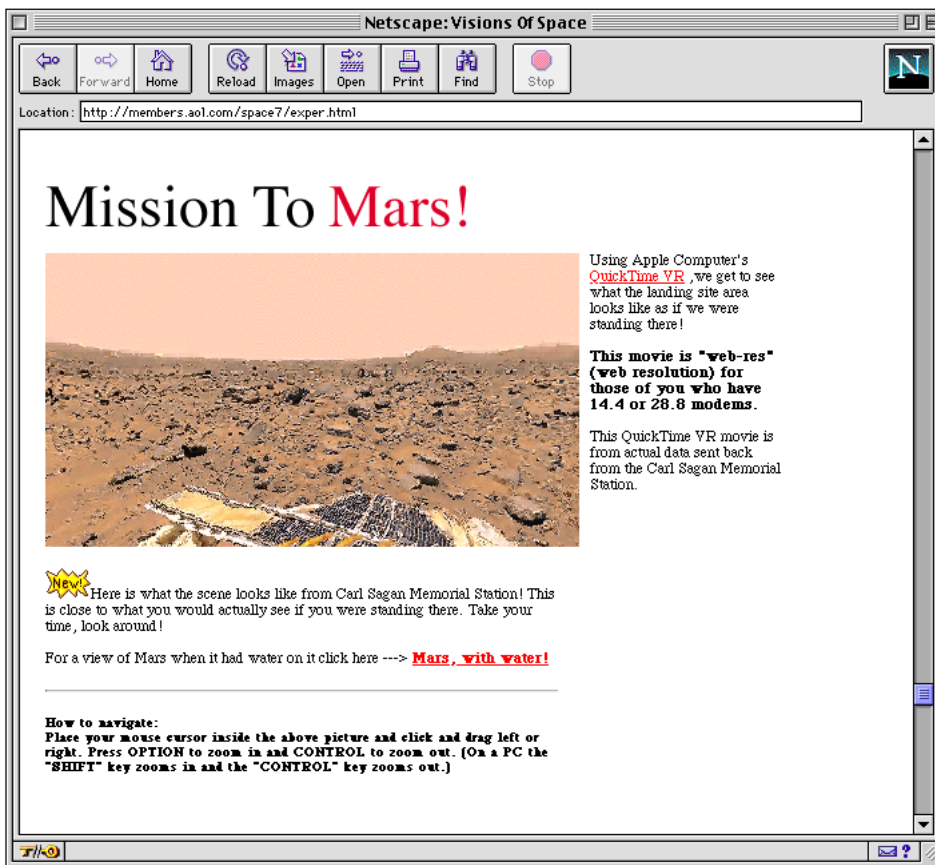 Netscape: Visions Of Space
Back Forward Home Reload Images Open Print Find Stop
N
Location: http://members.aol.com/space7/exper.html
Mission To Mars!
Using Apple Computer's
QuickTime VR ,we get to see
what the landing site area
looks like as if we were
standing there!
This movie is "web-res"
(web resolution) for
those of you who have
14.4 or 28.8 modems.
This QuickTime VR movie is
from actual data sent back
from the Carl Sagan Memorial
Station.
New! Here is what the scene looks like from Carl Sagan Memorial Station! This
is close to what you would actually see if you were standing there. Take your
time, look around!
For a view of Mars when it had water on it click here ---> Mars, with water!
How to navigate:
Place your mouse cursor inside the above picture and click and drag left or
right. Press OPTION to zoom in and CONTROL to zoom out. (On a PC the
"SHIFT" key zooms in and the "CONTROL" key zooms out.)
?